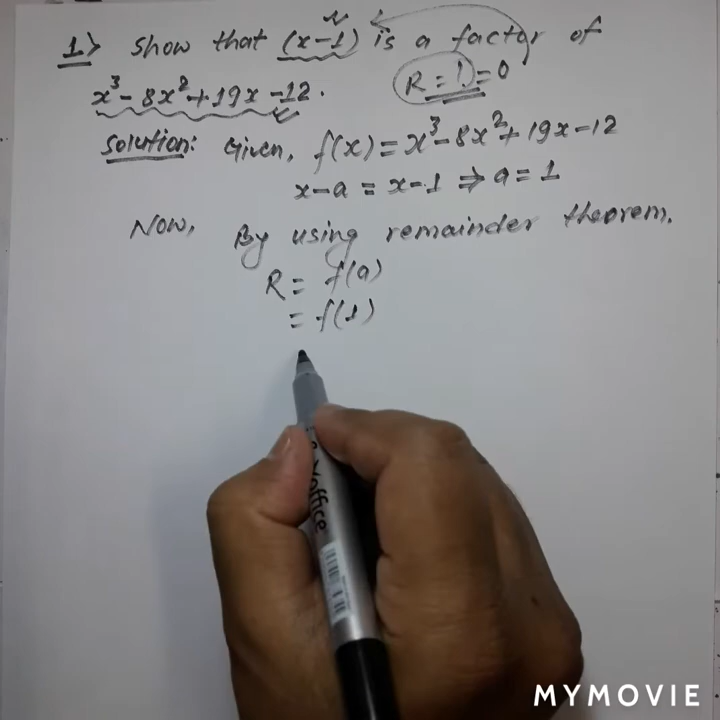 1> Show that (x-1) is a factor of
x³-8x²+19x-12. R = ! = 0
Solution: Given, f(x) = x³-8x²+19x-12
x-a = x-1 ⇒ a = 1
Now, By using remainder theorem.
R = f(a)
= f(1)
office
MYMOVIE